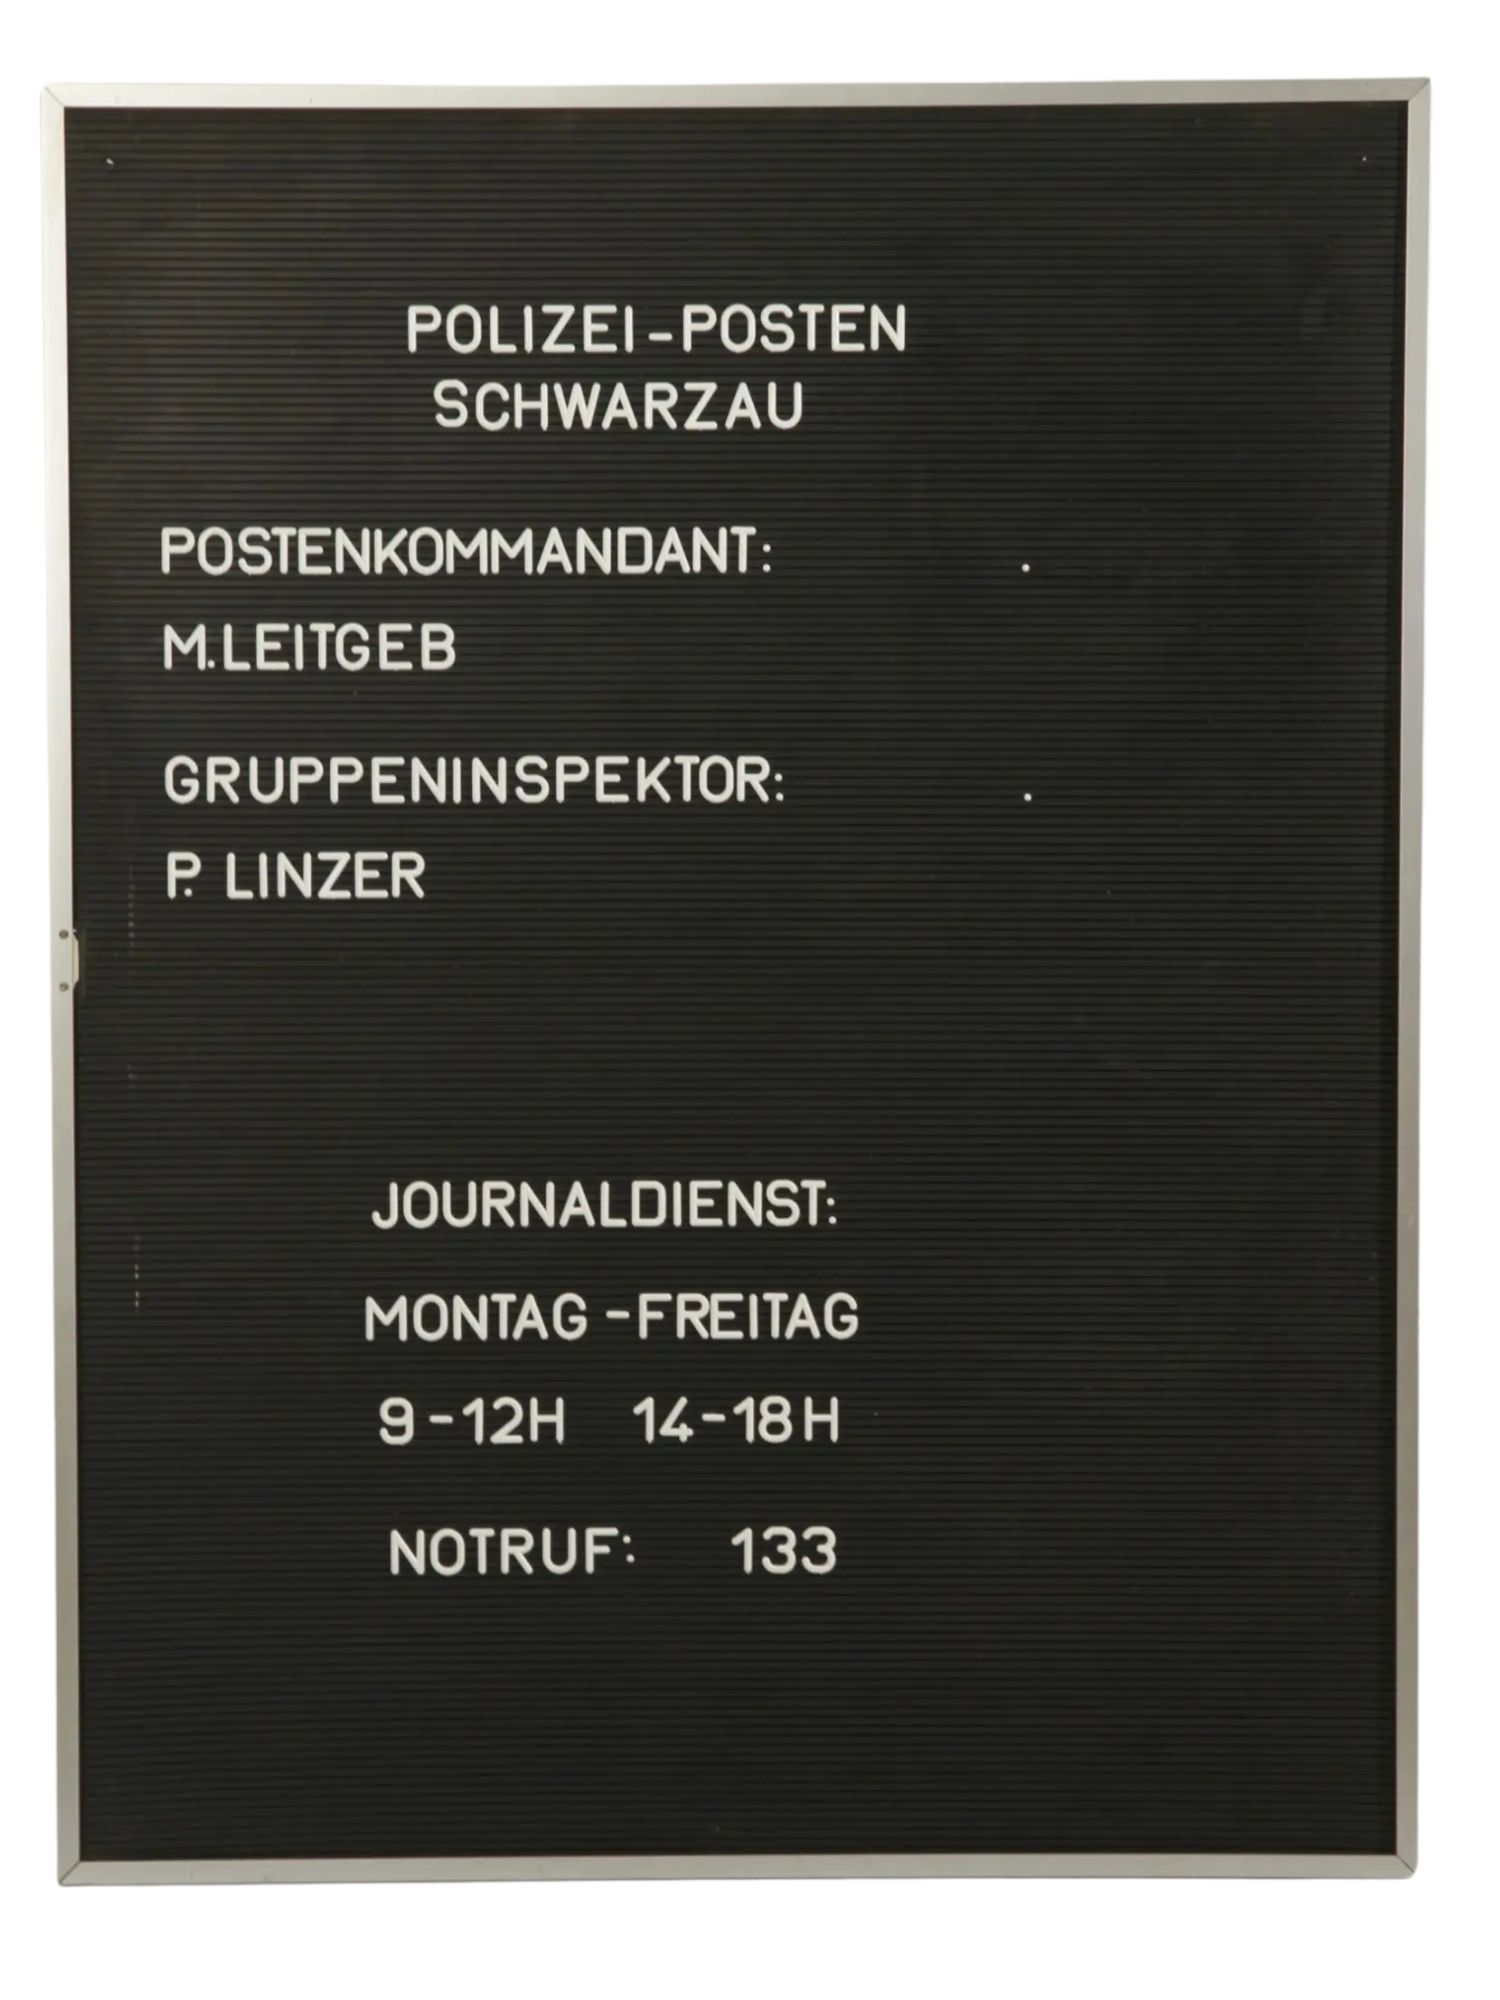 POLIZEI-POSTEN
SCHWARZAU
POSTENKOMMANDANT: .
M.LEITGEB
GRUPPENINSPEKTOR: .
P. LINZER
JOURNALDIENST:
MONTAG-FREITAG
9-12H 14-18H
NOTRUF: 133